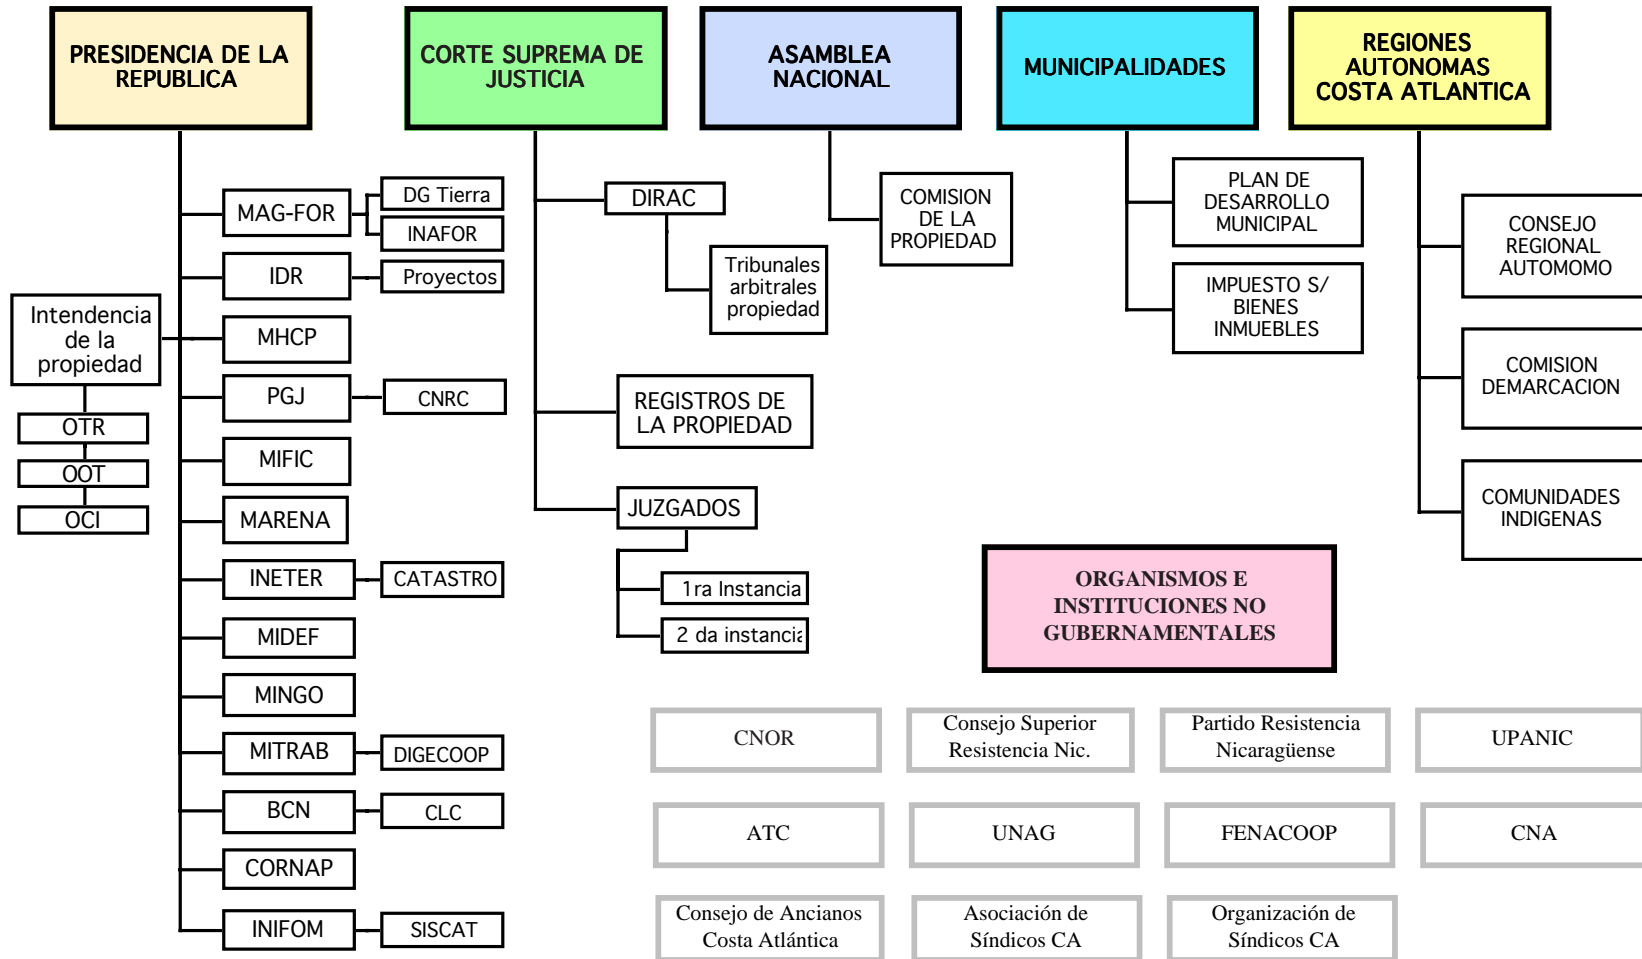 PRESIDENCIA DE LA
REPUBLICA
CORTE SUPREMA DE
JUSTICIA
ASAMBLEA
NACIONAL
MUNICIPALIDADES
REGIONES
AUTONOMAS
COSTA ATLANTICA
MAG-FOR
DG Tierra
INAFOR
IDR
Proyectos
Intendencia
de la
propiedad
MHCP
PGJ
CNRC
OTR
OOT
OCI
MIFIC
MARENA
INETER
CATASTRO
MIDEF
MINGO
MITRAB
DIGECOOP
BCN
CLC
CORNAP
INIFOM
SISCAT
DIRAC
Tribunales
arbitrales
propiedad
REGISTROS DE
LA PROPIEDAD
JUZGADOS
1ra Instancia
2 da instancia
COMISION
DE LA
PROPIEDAD
PLAN DE
DESARROLLO
MUNICIPAL
IMPUESTO S/
BIENES
INMUEBLES
CONSEJO
REGIONAL
AUTOMOMO
COMISION
DEMARCACION
COMUNIDADES
INDIGENAS
ORGANISMOS E
INSTITUCIONES NO
GUBERNAMENTALES
CNOR
Consejo Superior
Resistencia Nic.
Partido Resistencia
Nicaragüense
UPANIC
ATC
UNAG
FENACOOP
CNA
Consejo de Ancianos
Costa Atlántica
Asociación de
Síndicos CA
Organización de
Síndicos CA